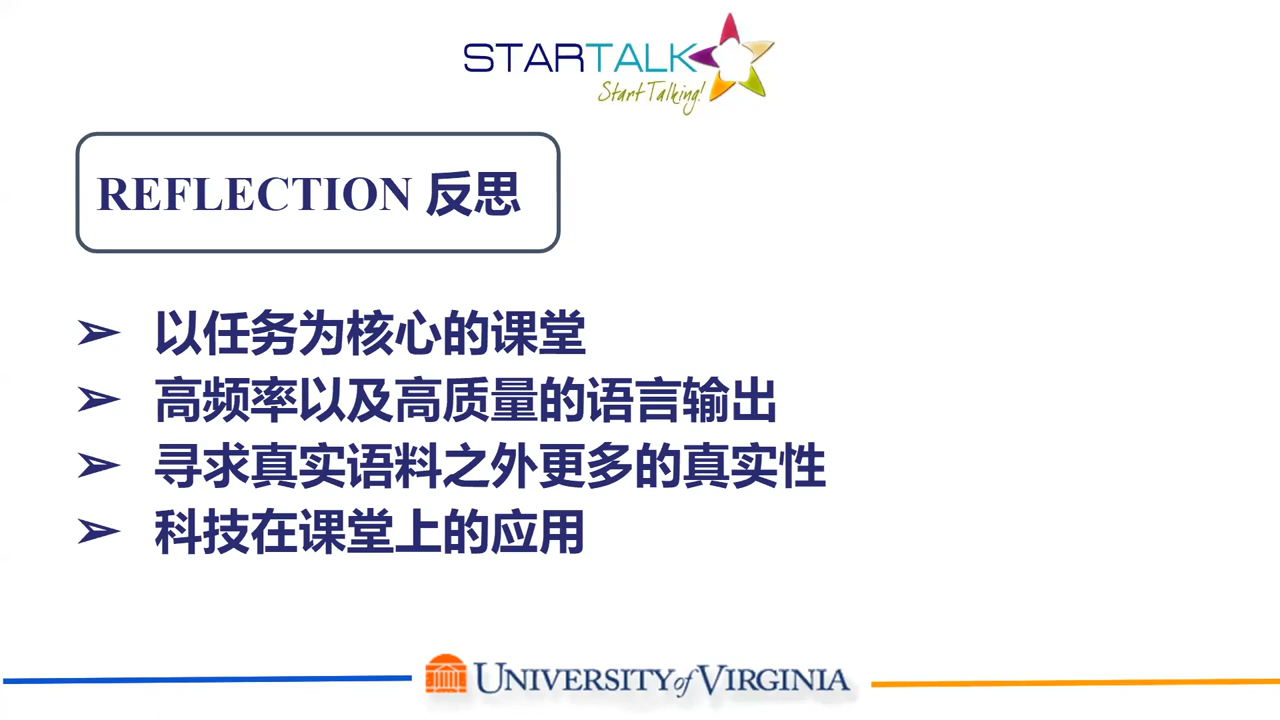 STARTALK
Start Talking!
REFLECTION 反思
➢ 以任务为核心的课堂
➢ 高频率以及高质量的语言输出
➢ 寻求真实语料之外更多的真实性
➢ 科技在课堂上的应用
UNIVERSITY of VIRGINIA